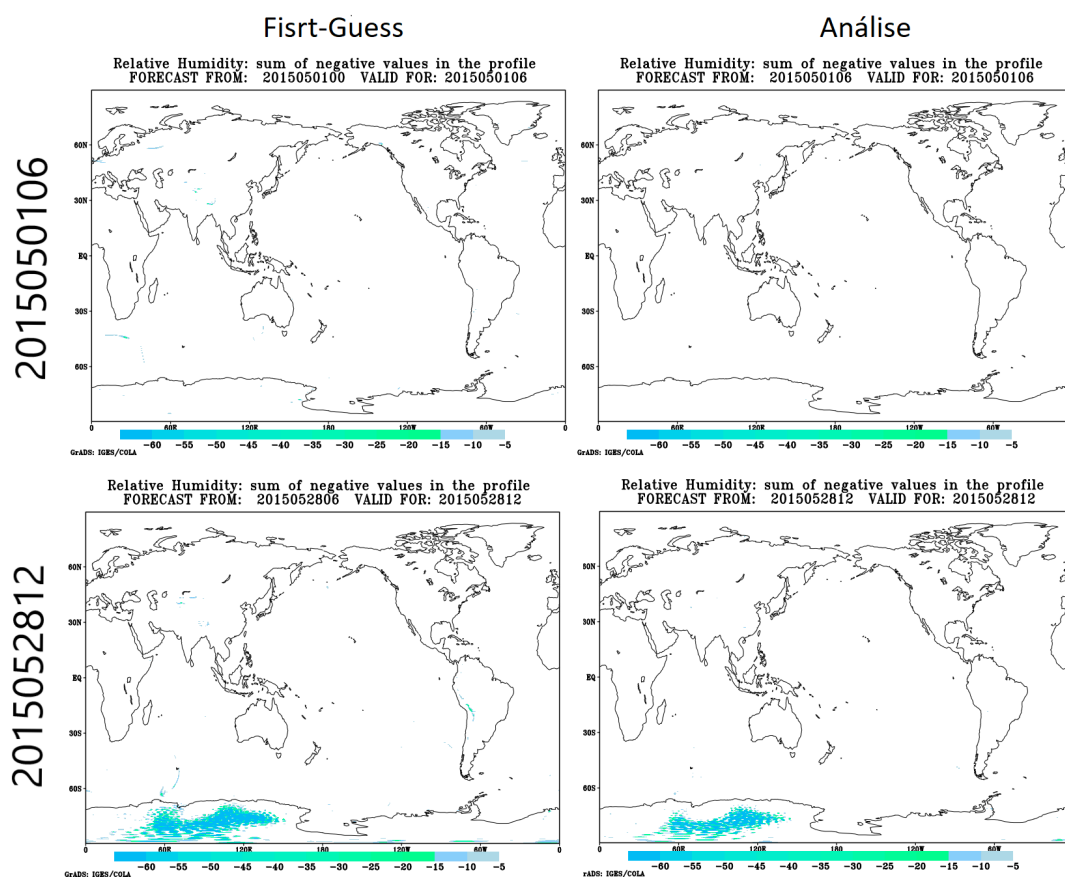 Fisrt-Guess
Análise
2015050106
Relative Humidity: sum of negative values in the profile
FORECAST FROM: 2015050100 VALID FOR: 2015050106
60N
30N
EQ
30S
60S
0 60E 120E 180 120W 60W 0
-60 -55 -50 -45 -40 -35 -30 -25 -20 -15 -10 -5
GrADS: IGES/COLA
Relative Humidity: sum of negative values in the profile
FORECAST FROM: 2015050106 VALID FOR: 2015050106
60N
30N
EQ
30S
60S
0 60E 120E 180 120W 60W
-60 -55 -50 -45 -40 -35 -30 -25 -20 -15 -10 -5
GrADS: IGES/COLA
2015052812
Relative Humidity: sum of negative values in the profile
FORECAST FROM: 2015052806 VALID FOR: 2015052812
60N
30N
EQ
30S
60S
0 60E 120E 180 120W 60W 0
-60 -55 -50 -45 -40 -35 -30 -25 -20 -15 -10 -5
GrADS: IGES/COLA
Relative Humidity: sum of negative values in the profile
FORECAST FROM: 2015052812 VALID FOR: 2015052812
60N
30N
EQ
30S
60S
0 60E 120E 180 120W 60W
-60 -55 -50 -45 -40 -35 -30 -25 -20 -15 -10 -5
rADS: IGES/COLA